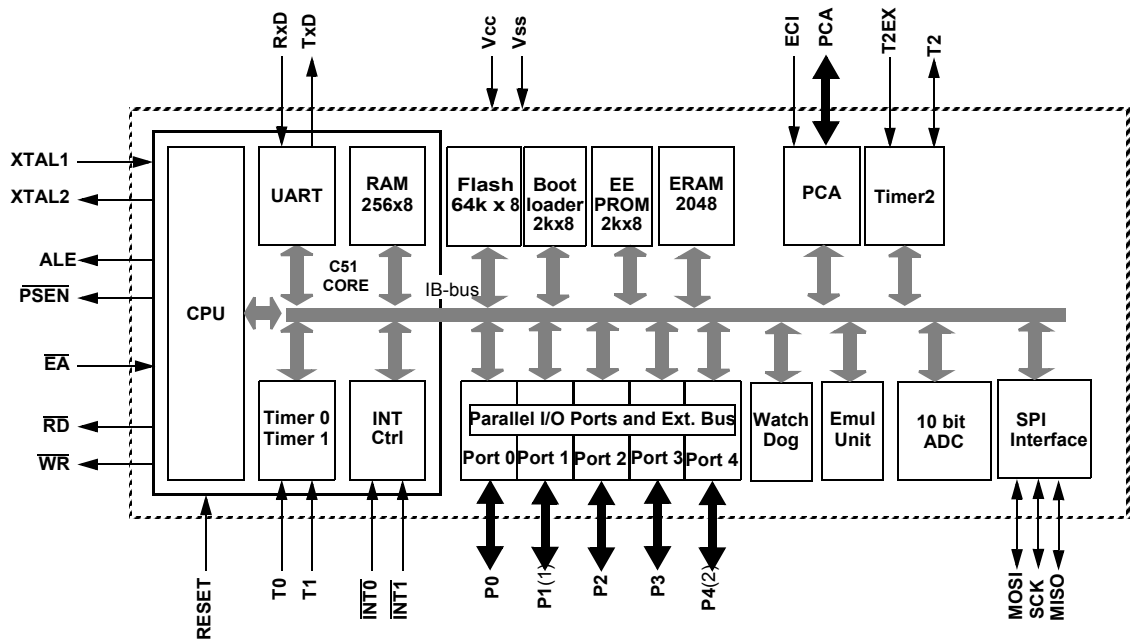 RxD
TxD
Vcc
Vss
ECI
PCA
T2EX
T2
XTAL1
XTAL2
ALE
PSEN
EA
RD
WR
CPU
UART
RAM
256x8
C51
CORE
Flash
64k x 8
Boot
loader
2kx8
EE
PROM
2kx8
ERAM
2048
PCA
Timer2
IB-bus
Timer 0
Timer 1
INT
Ctrl
Parallel I/O Ports and Ext. Bus
Port 0
Port 1
Port 2
Port 3
Port 4
Watch
Dog
Emul
Unit
10 bit
ADC
SPI
Interface
RESET
T0
T1
INT0
INT1
P0
P1(1)
P2
P3
P4(2)
MOSI
SCK
MISO